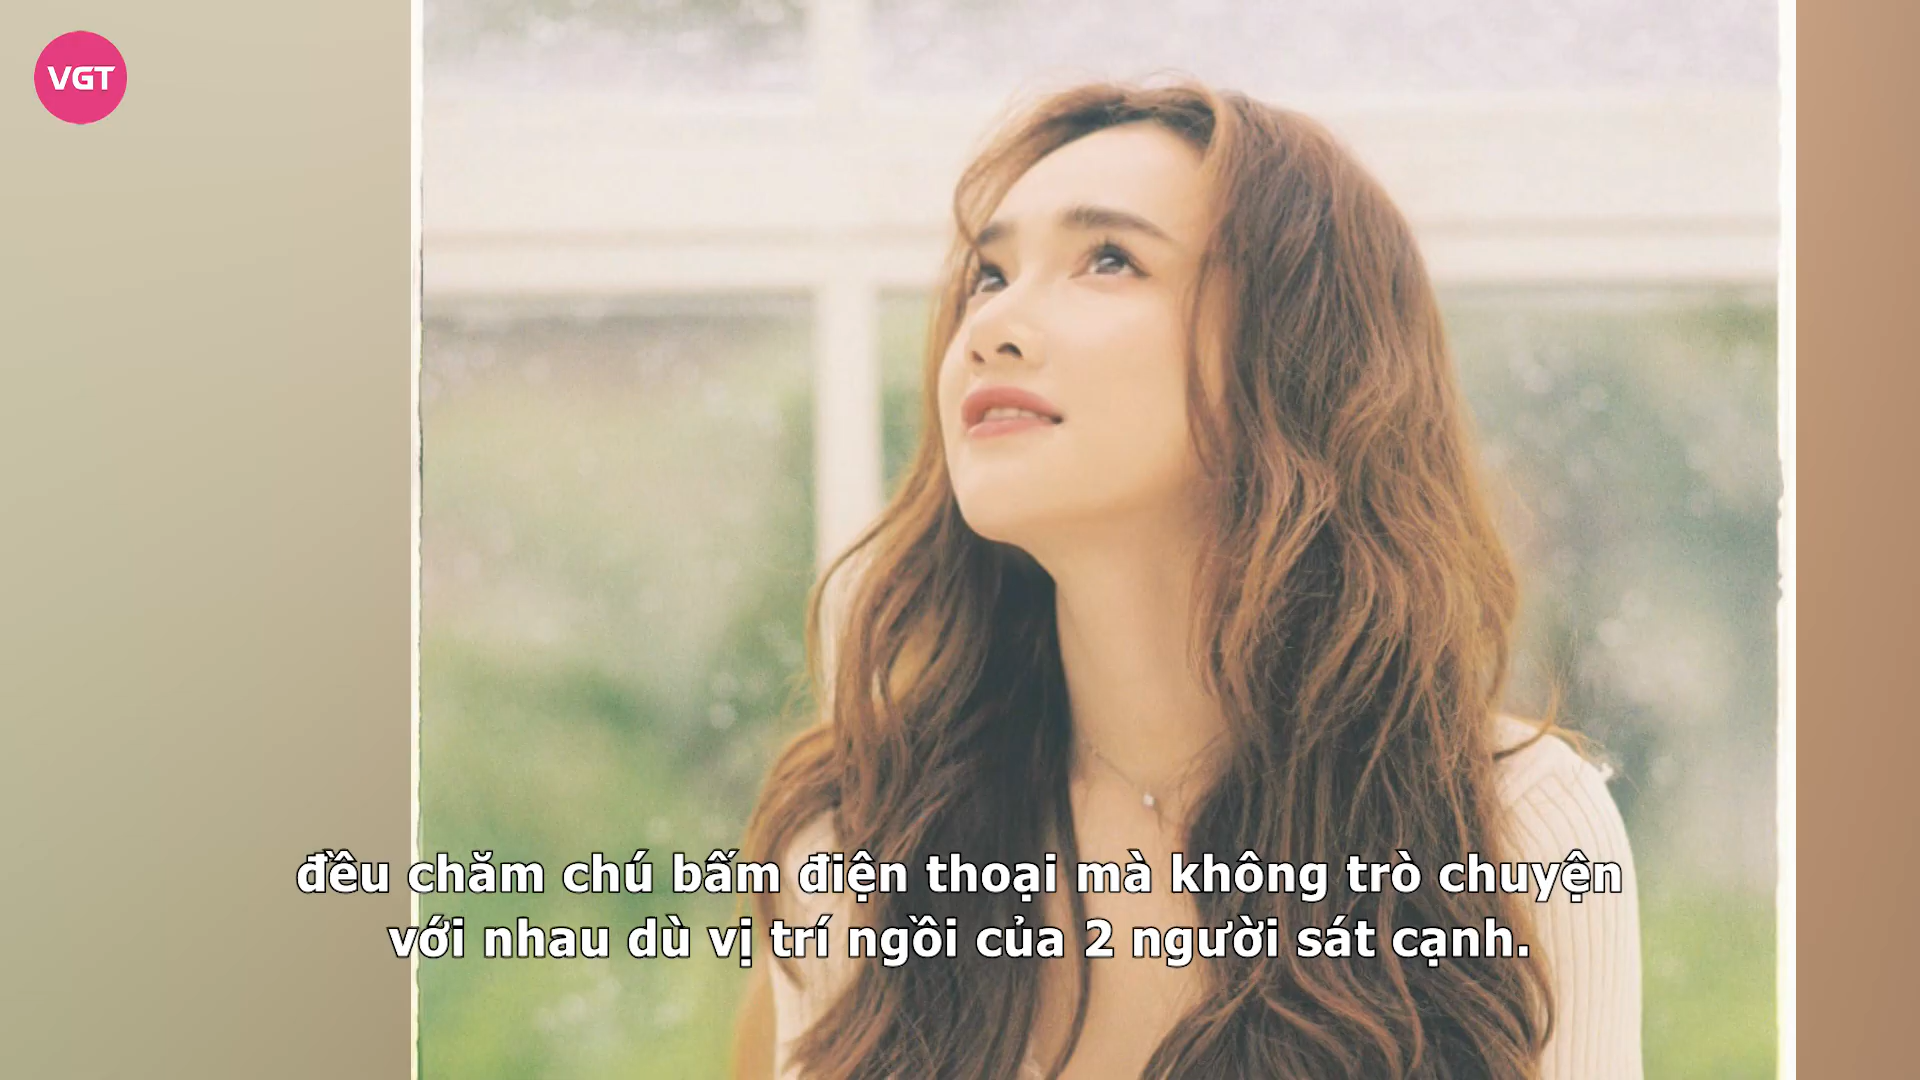 VGT
đều chăm chú bấm điện thoại mà không trò chuyện
với nhau dù vị trí ngồi của 2 người sát cạnh.